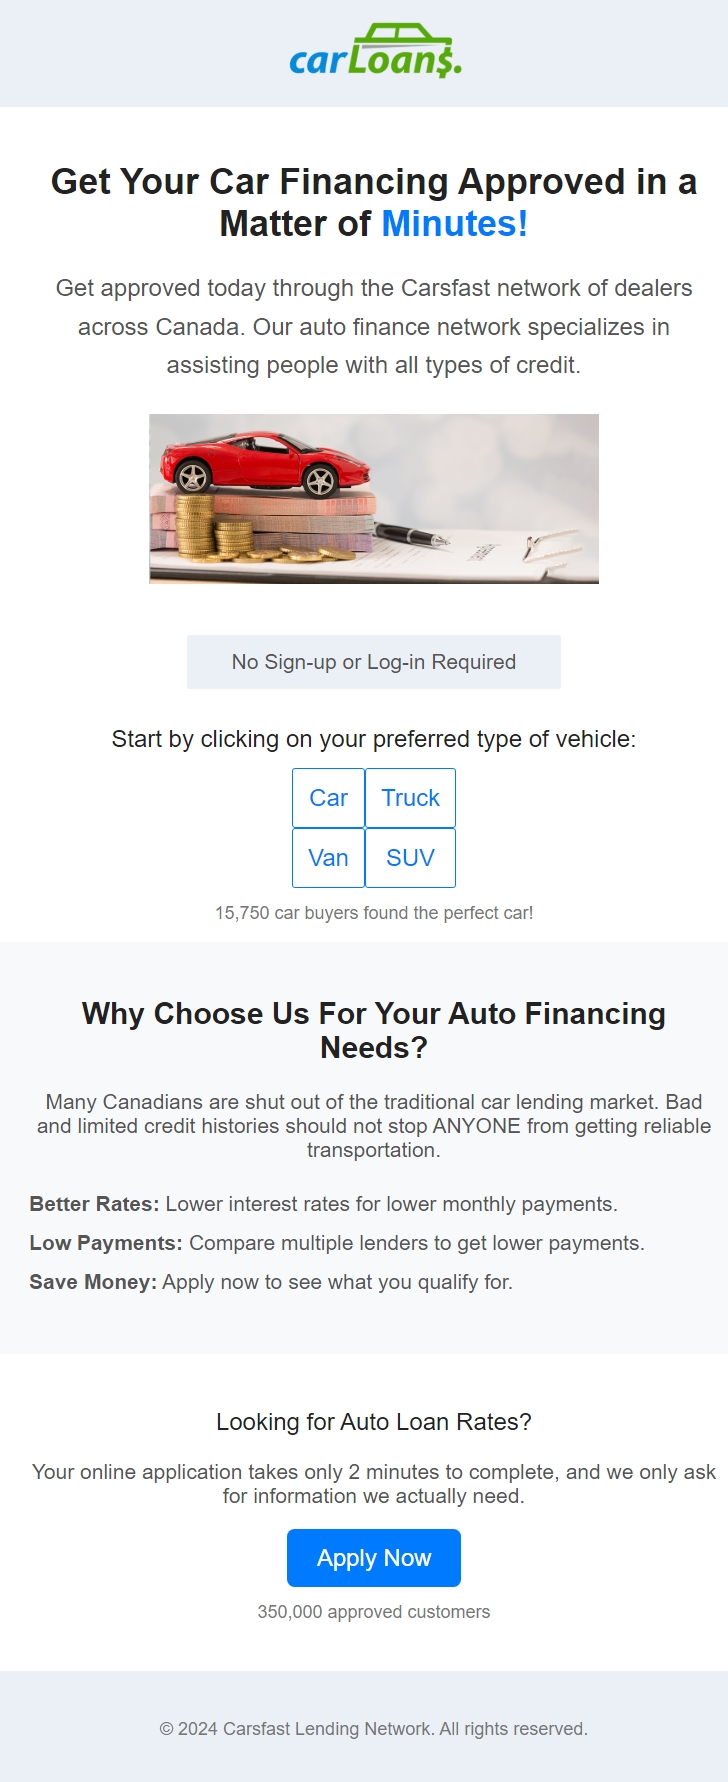 carLoan$.
Get Your Car Financing Approved in a
Matter of Minutes!
Get approved today through the Carsfast network of dealers
across Canada. Our auto finance network specializes in
assisting people with all types of credit.
No Sign-up or Log-in Required
Start by clicking on your preferred type of vehicle:
Car Truck
Van SUV
15,750 car buyers found the perfect car!
Why Choose Us For Your Auto Financing
Needs?
Many Canadians are shut out of the traditional car lending market. Bad
and limited credit histories should not stop ANYONE from getting reliable
transportation.
Better Rates: Lower interest rates for lower monthly payments.
Low Payments: Compare multiple lenders to get lower payments.
Save Money: Apply now to see what you qualify for.
Looking for Auto Loan Rates?
Your online application takes only 2 minutes to complete, and we only ask
for information we actually need.
Apply Now
350,000 approved customers
© 2024 Carsfast Lending Network. All rights reserved.